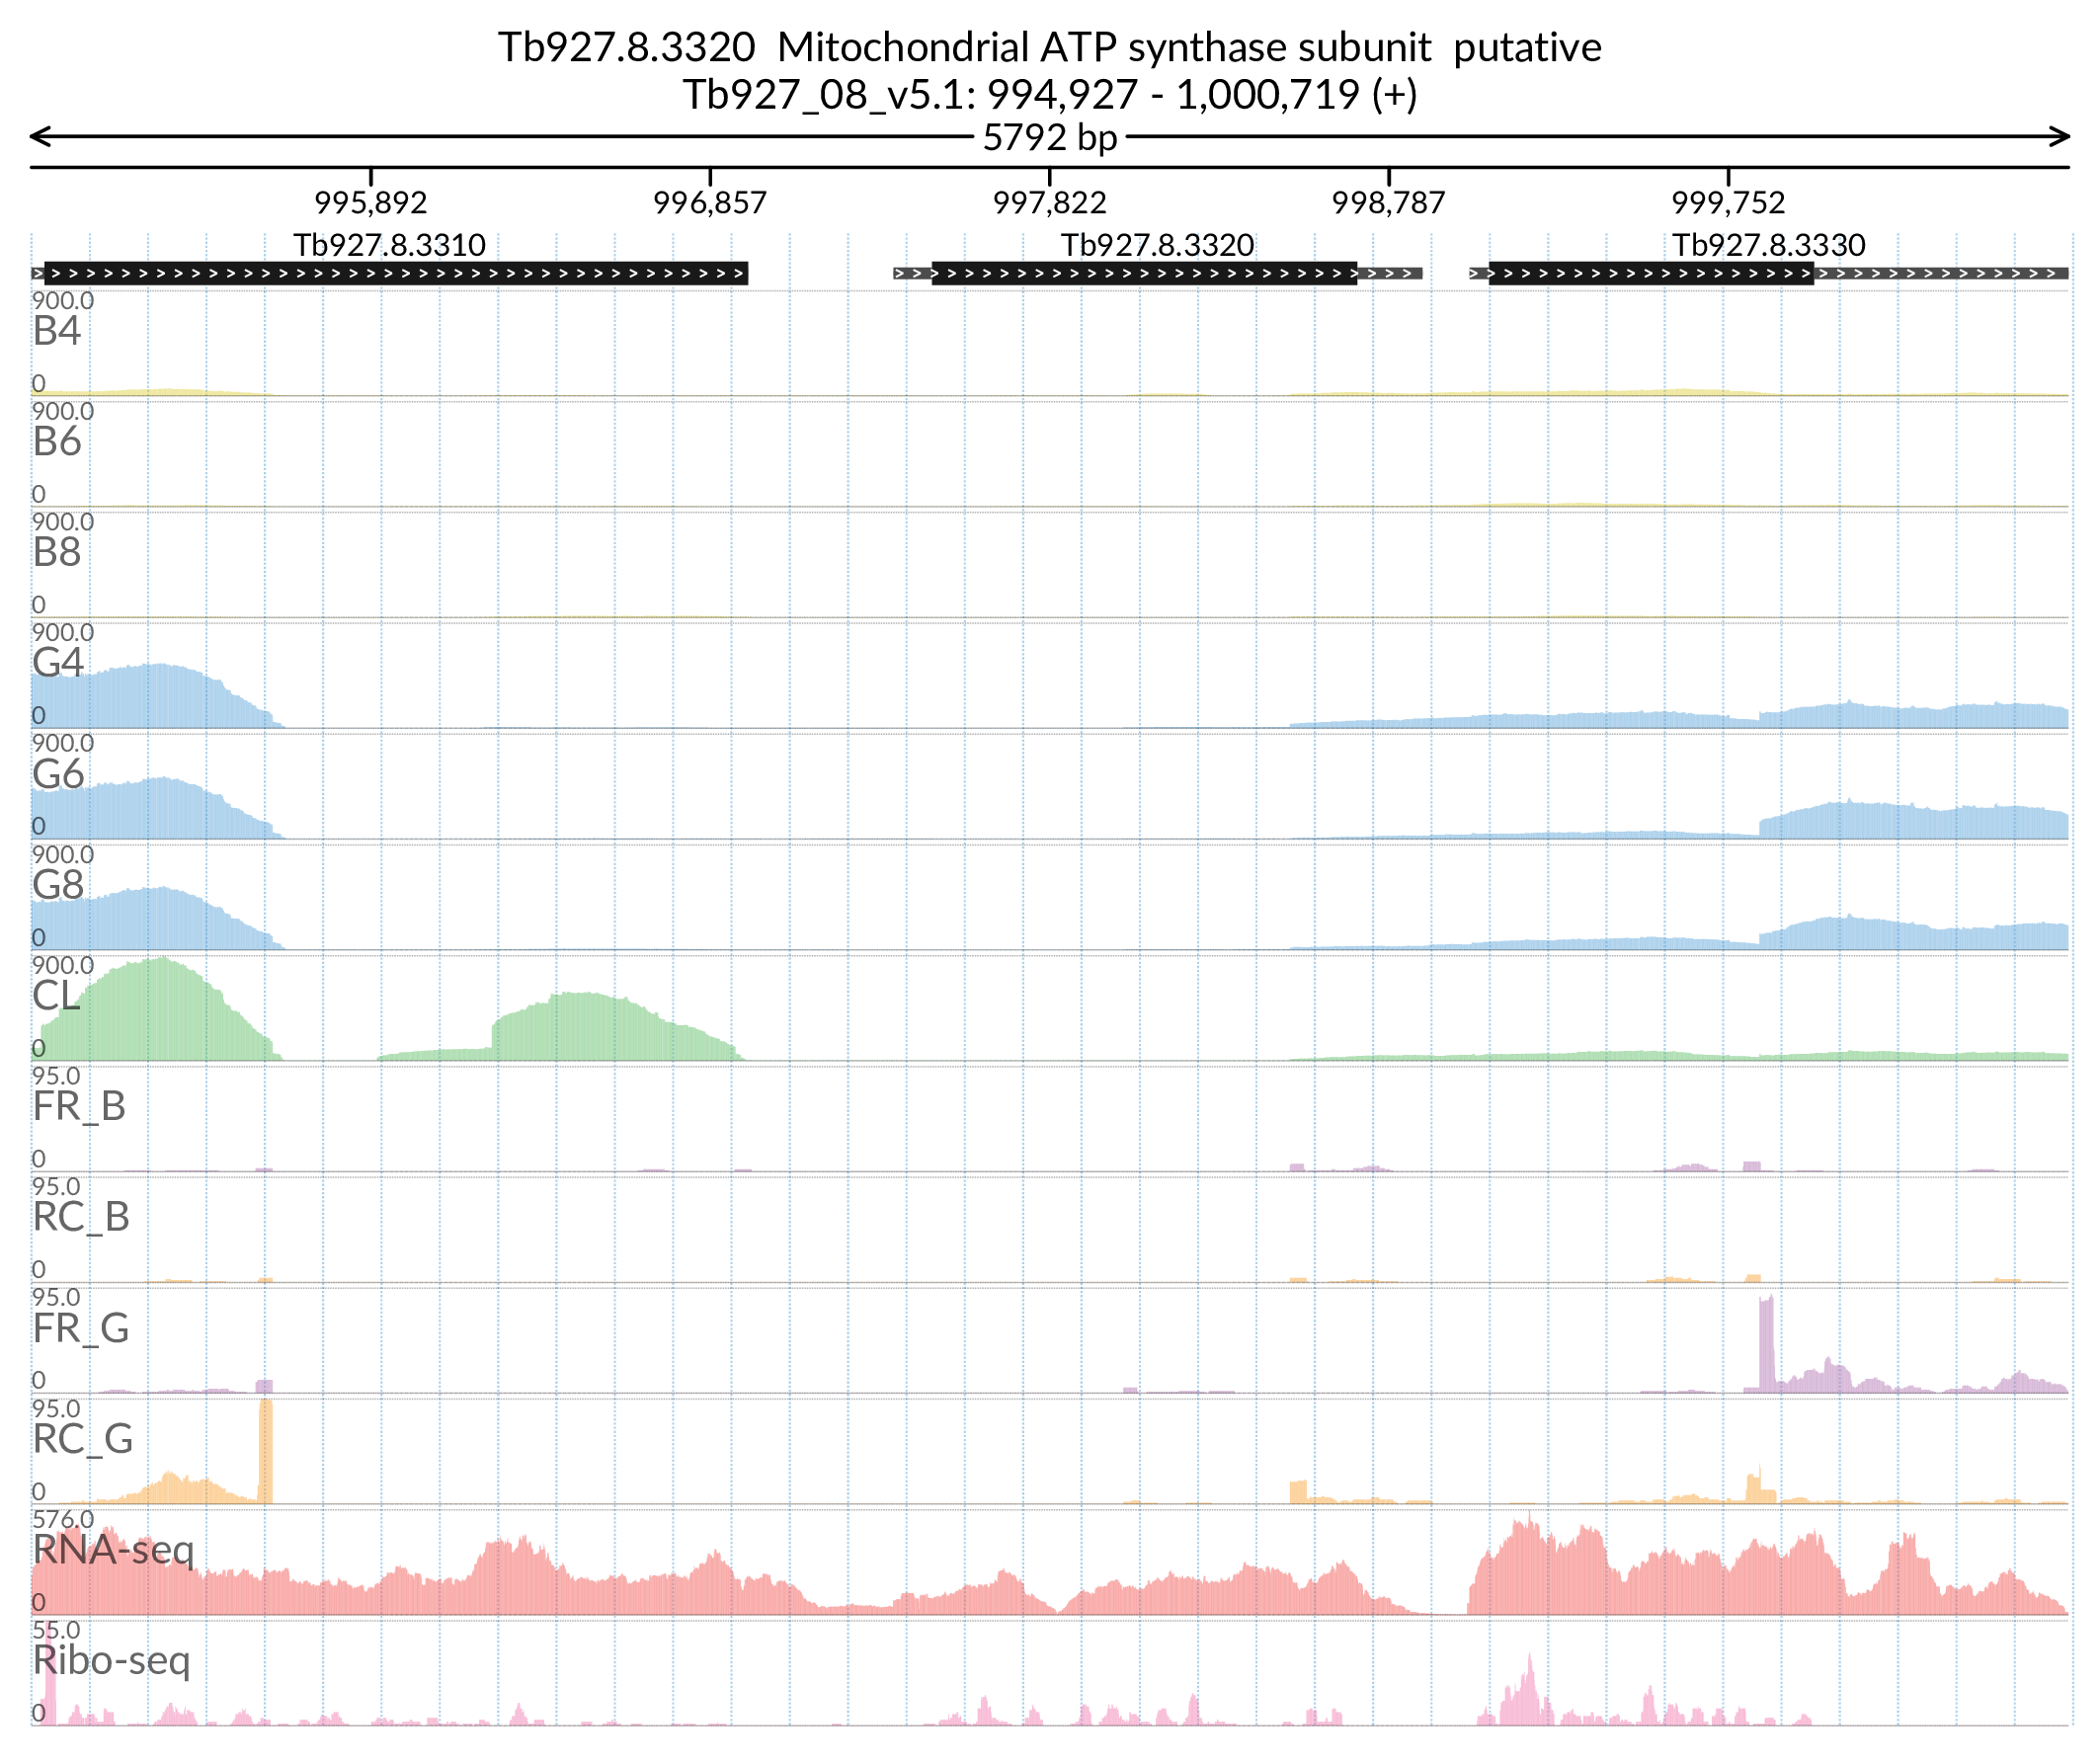 Tb927.8.3320 Mitochondrial ATP synthase subunit putative
Tb927_08_v5.1: 994,927 - 1,000,719 (+)
5792 bp
995,892 996,857 997,822 998,787 999,752
Tb927.8.3310 Tb927.8.3320 Tb927.8.3330
900.0
B4
0
900.0
B6
0
900.0
B8
0
900.0
G4
0
900.0
G6
0
900.0
G8
0
900.0
CL
0
95.0
FR_B
0
95.0
RC_B
0
95.0
FR_G
0
95.0
RC_G
0
576.0
RNA-seq
0
55.0
Ribo-seq
0